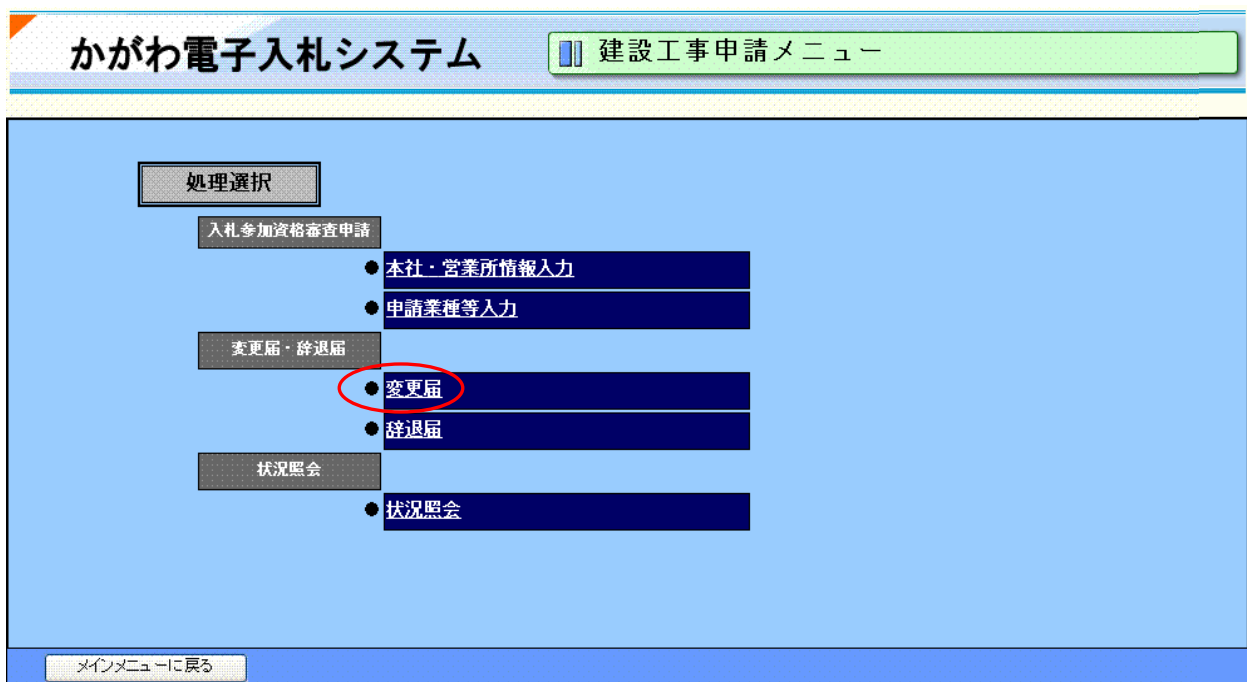 かがわ電子入札システム
建設工事申請メニュー
処理選択
入札参加資格審査申請
● 本社・営業所情報入力
● 申請業種等入力
変更届・辞退届
● 変更届
● 辞退届
状況照会
● 状況照会
メインメニューに戻る